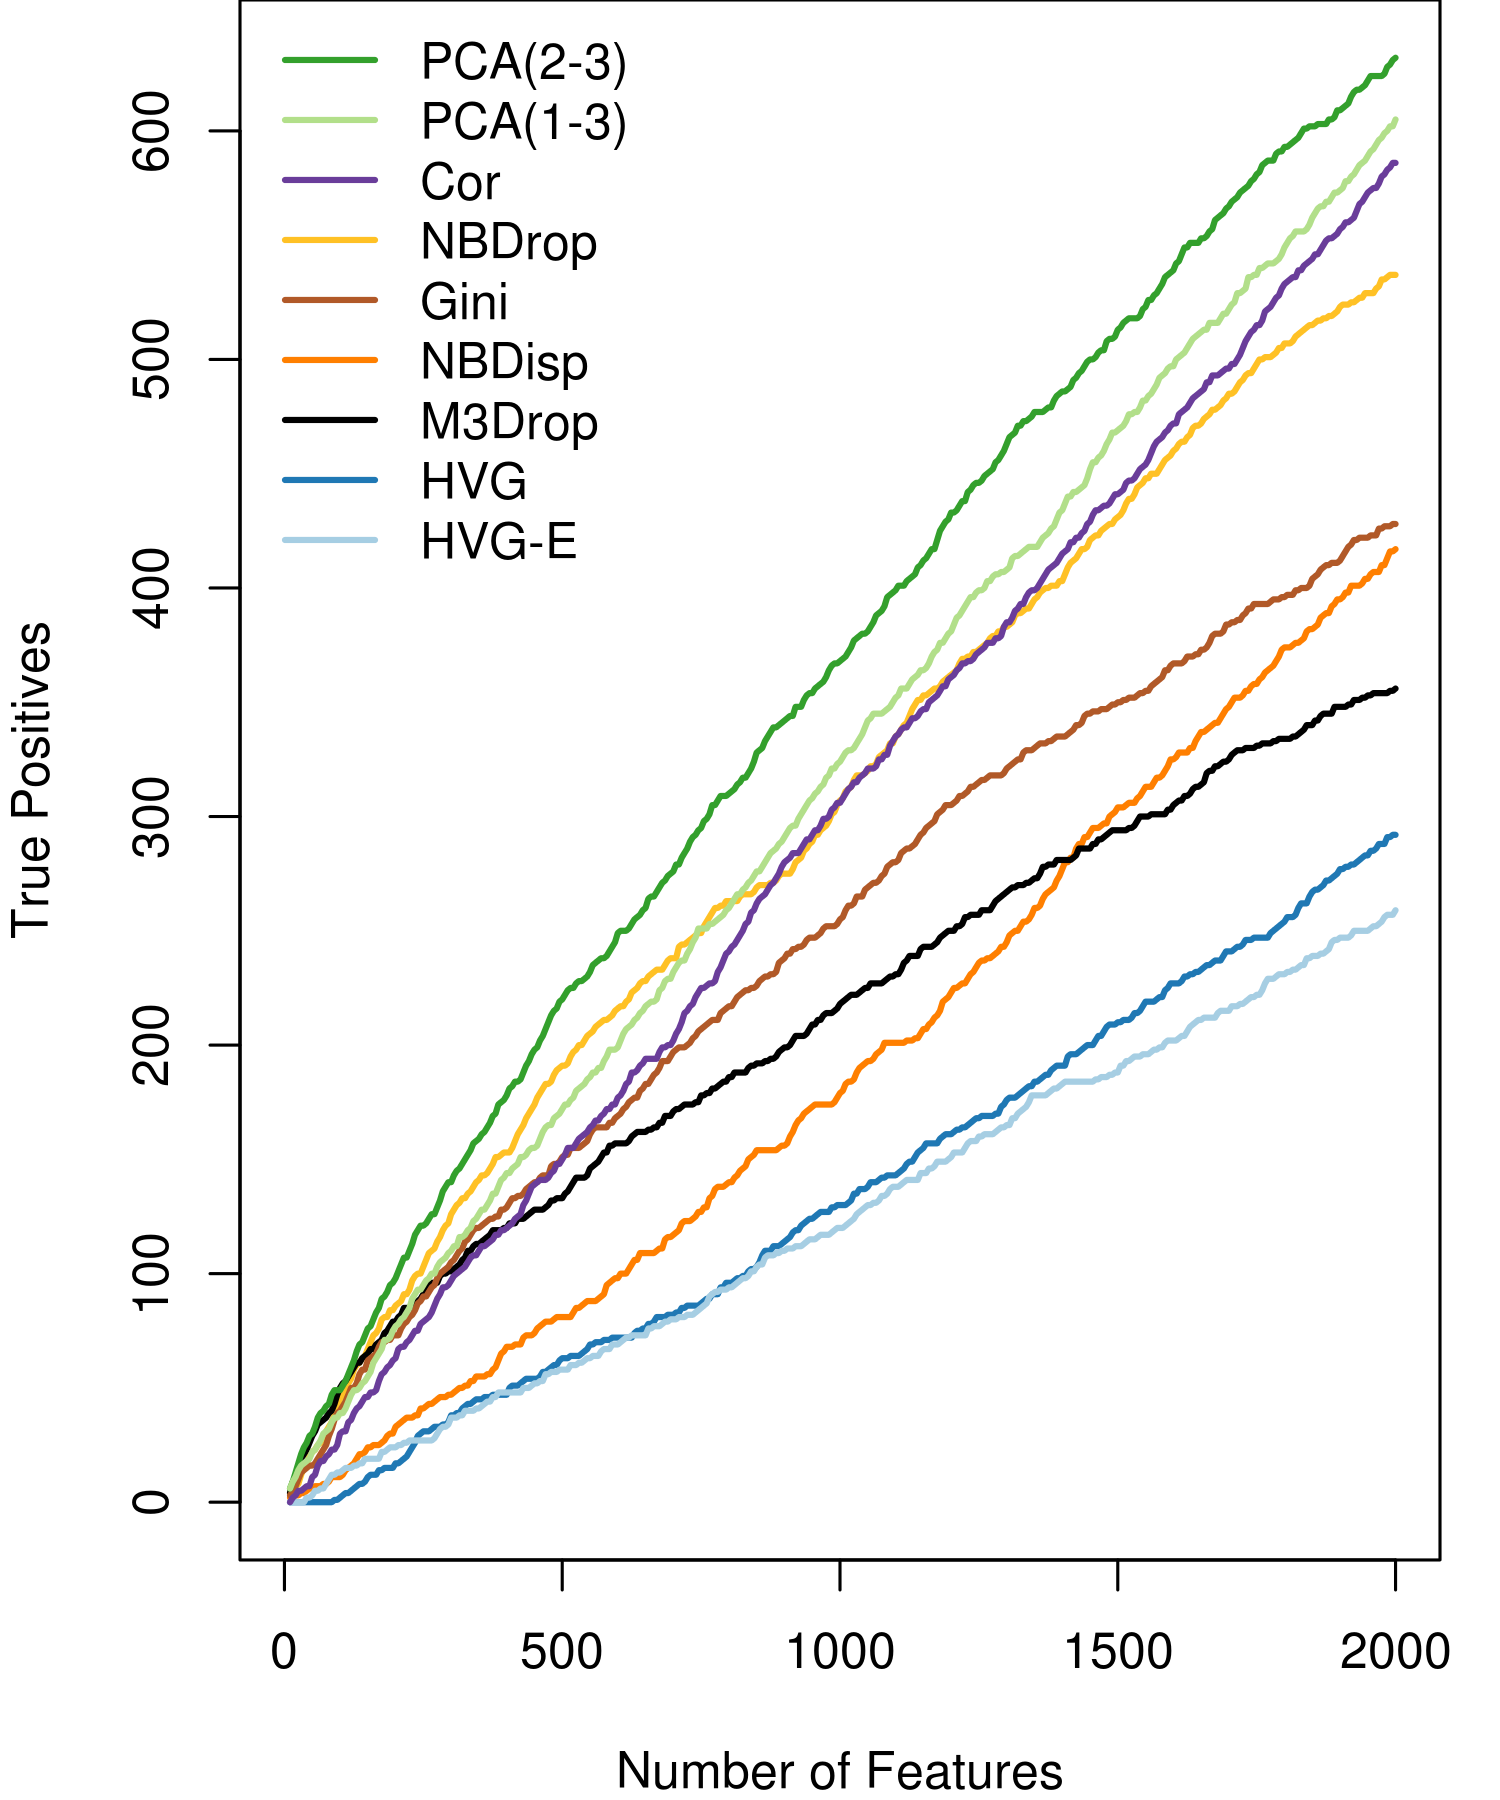 PCA(2-3)
PCA(1-3)
Cor
NBDrop
Gini
NBDisp
M3Drop
HVG
HVG-E
True Positives
600
500
400
300
200
100
0
0 500 1000 1500 2000
Number of Features